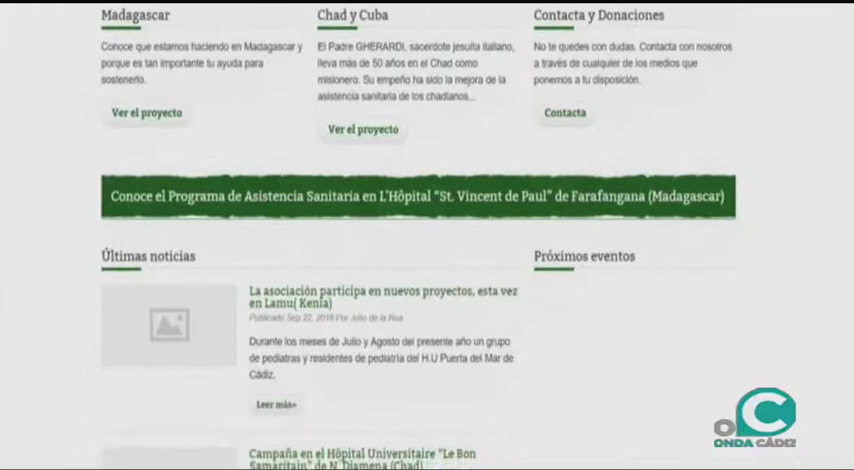 Madagascar
Conoce que estamos haciendo en Madagascar y
porque es tan importante tu ayuda para
sostenerlo.
Ver el proyecto
Chad y Cuba
El Padre GHERARDI, sacerdote jesuita italiano,
lleva más de 50 años en el Chad como
misionero. Su empeño ha sido la mejora de la
asistencia sanitaria de los chadianos...
Ver el proyecto
Contacta y Donaciones
No te quedes con dudas. Contacta con nosotros
a través de cualquier de los medios que
ponemos a tu disposición.
Contacta
Conoce el Programa de Asistencia Sanitaria en L'Hôpital "St. Vincent de Paul" de Farafangana (Madagascar)
Últimas noticias
La asociación participa en nuevos proyectos, esta vez
en Lamu( Kenia)
Publicado Sep 22, 2016 Por Julio de la Rua
Durante los meses de Julio y Agosto del presente año un grupo
de pediatras y residentes de pediatría del H.U Puerta del Mar de
Cádiz,
Leer más»
Campaña en el Hôpital Universitaire "Le Bon
Samaritain" de N´Djamena (Chad)
Próximos eventos
OC
ONDA CÁDIZ